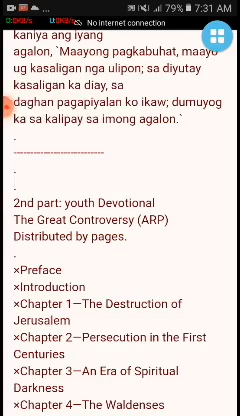 0:0KB/s U:0KB/s 79% 7:31 AM
No internet connection
kaniya ang iyang
agalon, `Maayong pagkabuhat, maayo
ug kasaligan nga ulipon; sa diyutay
kasaligan ka diay, sa
daghan pagapiyalan ko ikaw; dumuyog
ka sa kalipay sa imong agalon.`
.
---------------------------
.
.
2nd part: youth Devotional
The Great Controversy (ARP)
Distributed by pages.
.
×Preface
×Introduction
×Chapter 1—The Destruction of
Jerusalem
×Chapter 2—Persecution in the First
Centuries
×Chapter 3—An Era of Spiritual
Darkness
×Chapter 4—The Waldenses